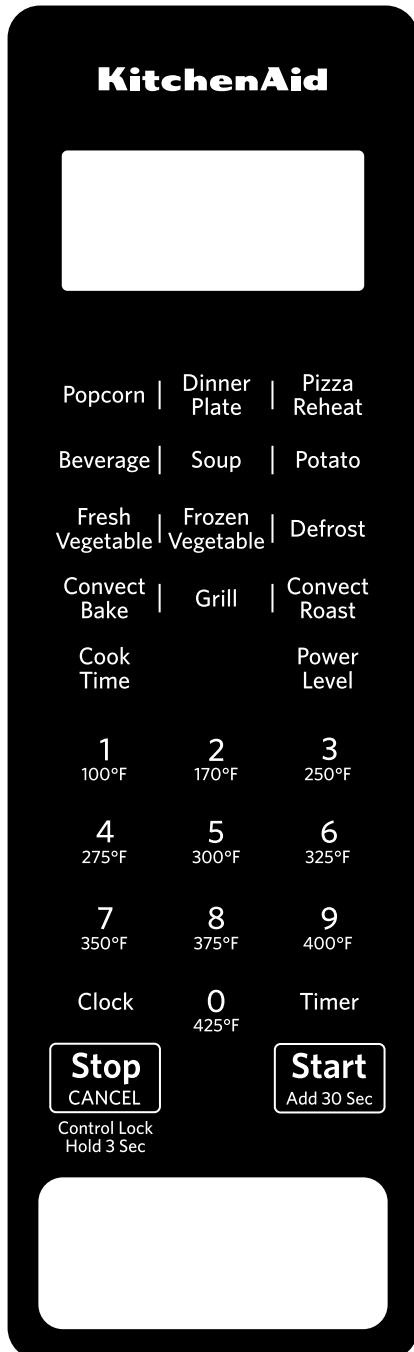 KitchenAid
Popcorn | Dinner Plate | Pizza Reheat
Beverage | Soup | Potato
Fresh Vegetable | Frozen Vegetable | Defrost
Convect Bake | Grill | Convect Roast
Cook Time Power Level
1 2 3
100°F 170°F 250°F
4 5 6
275°F 300°F 325°F
7 8 9
350°F 375°F 400°F
Clock 0 Timer
425°F
Stop Start
CANCEL Add 30 Sec
Control Lock
Hold 3 Sec